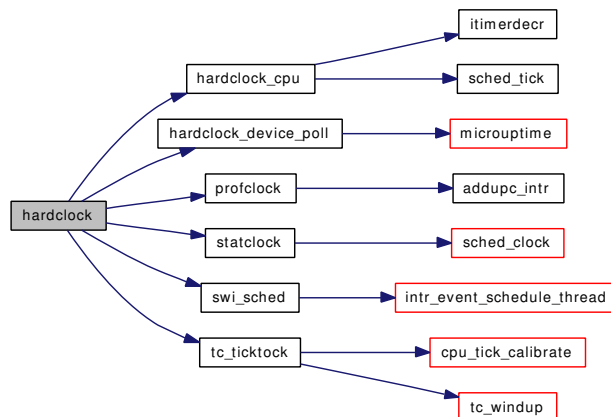 itimerdecr
hardclock_cpu
sched_tick
hardclock_device_poll
microuptime
profclock
addupc_intr
hardclock
statclock
sched_clock
swi_sched
intr_event_schedule_thread
tc_ticktock
cpu_tick_calibrate
tc_windup